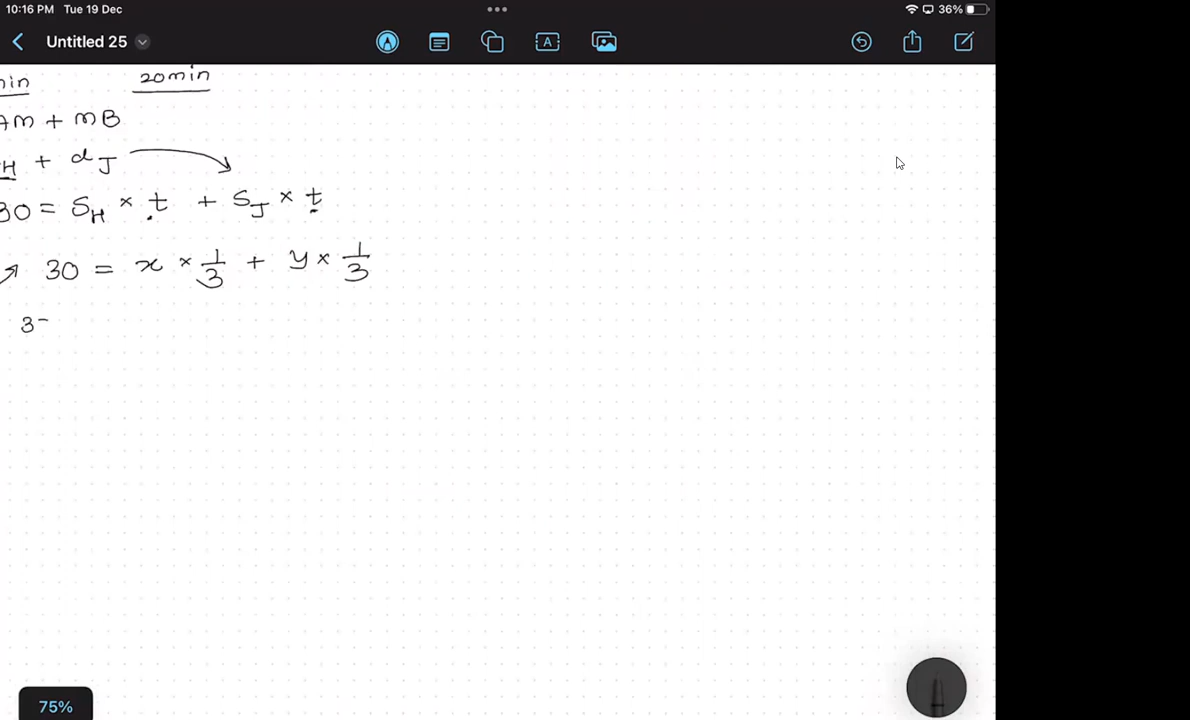 10:16 PM Tue 19 Dec
36%
Untitled 25
A
min
20min
AM + MB
H + dJ
30 = SH × t + SJ × t
30 = x × 1/3 + y × 1/3
3
75%